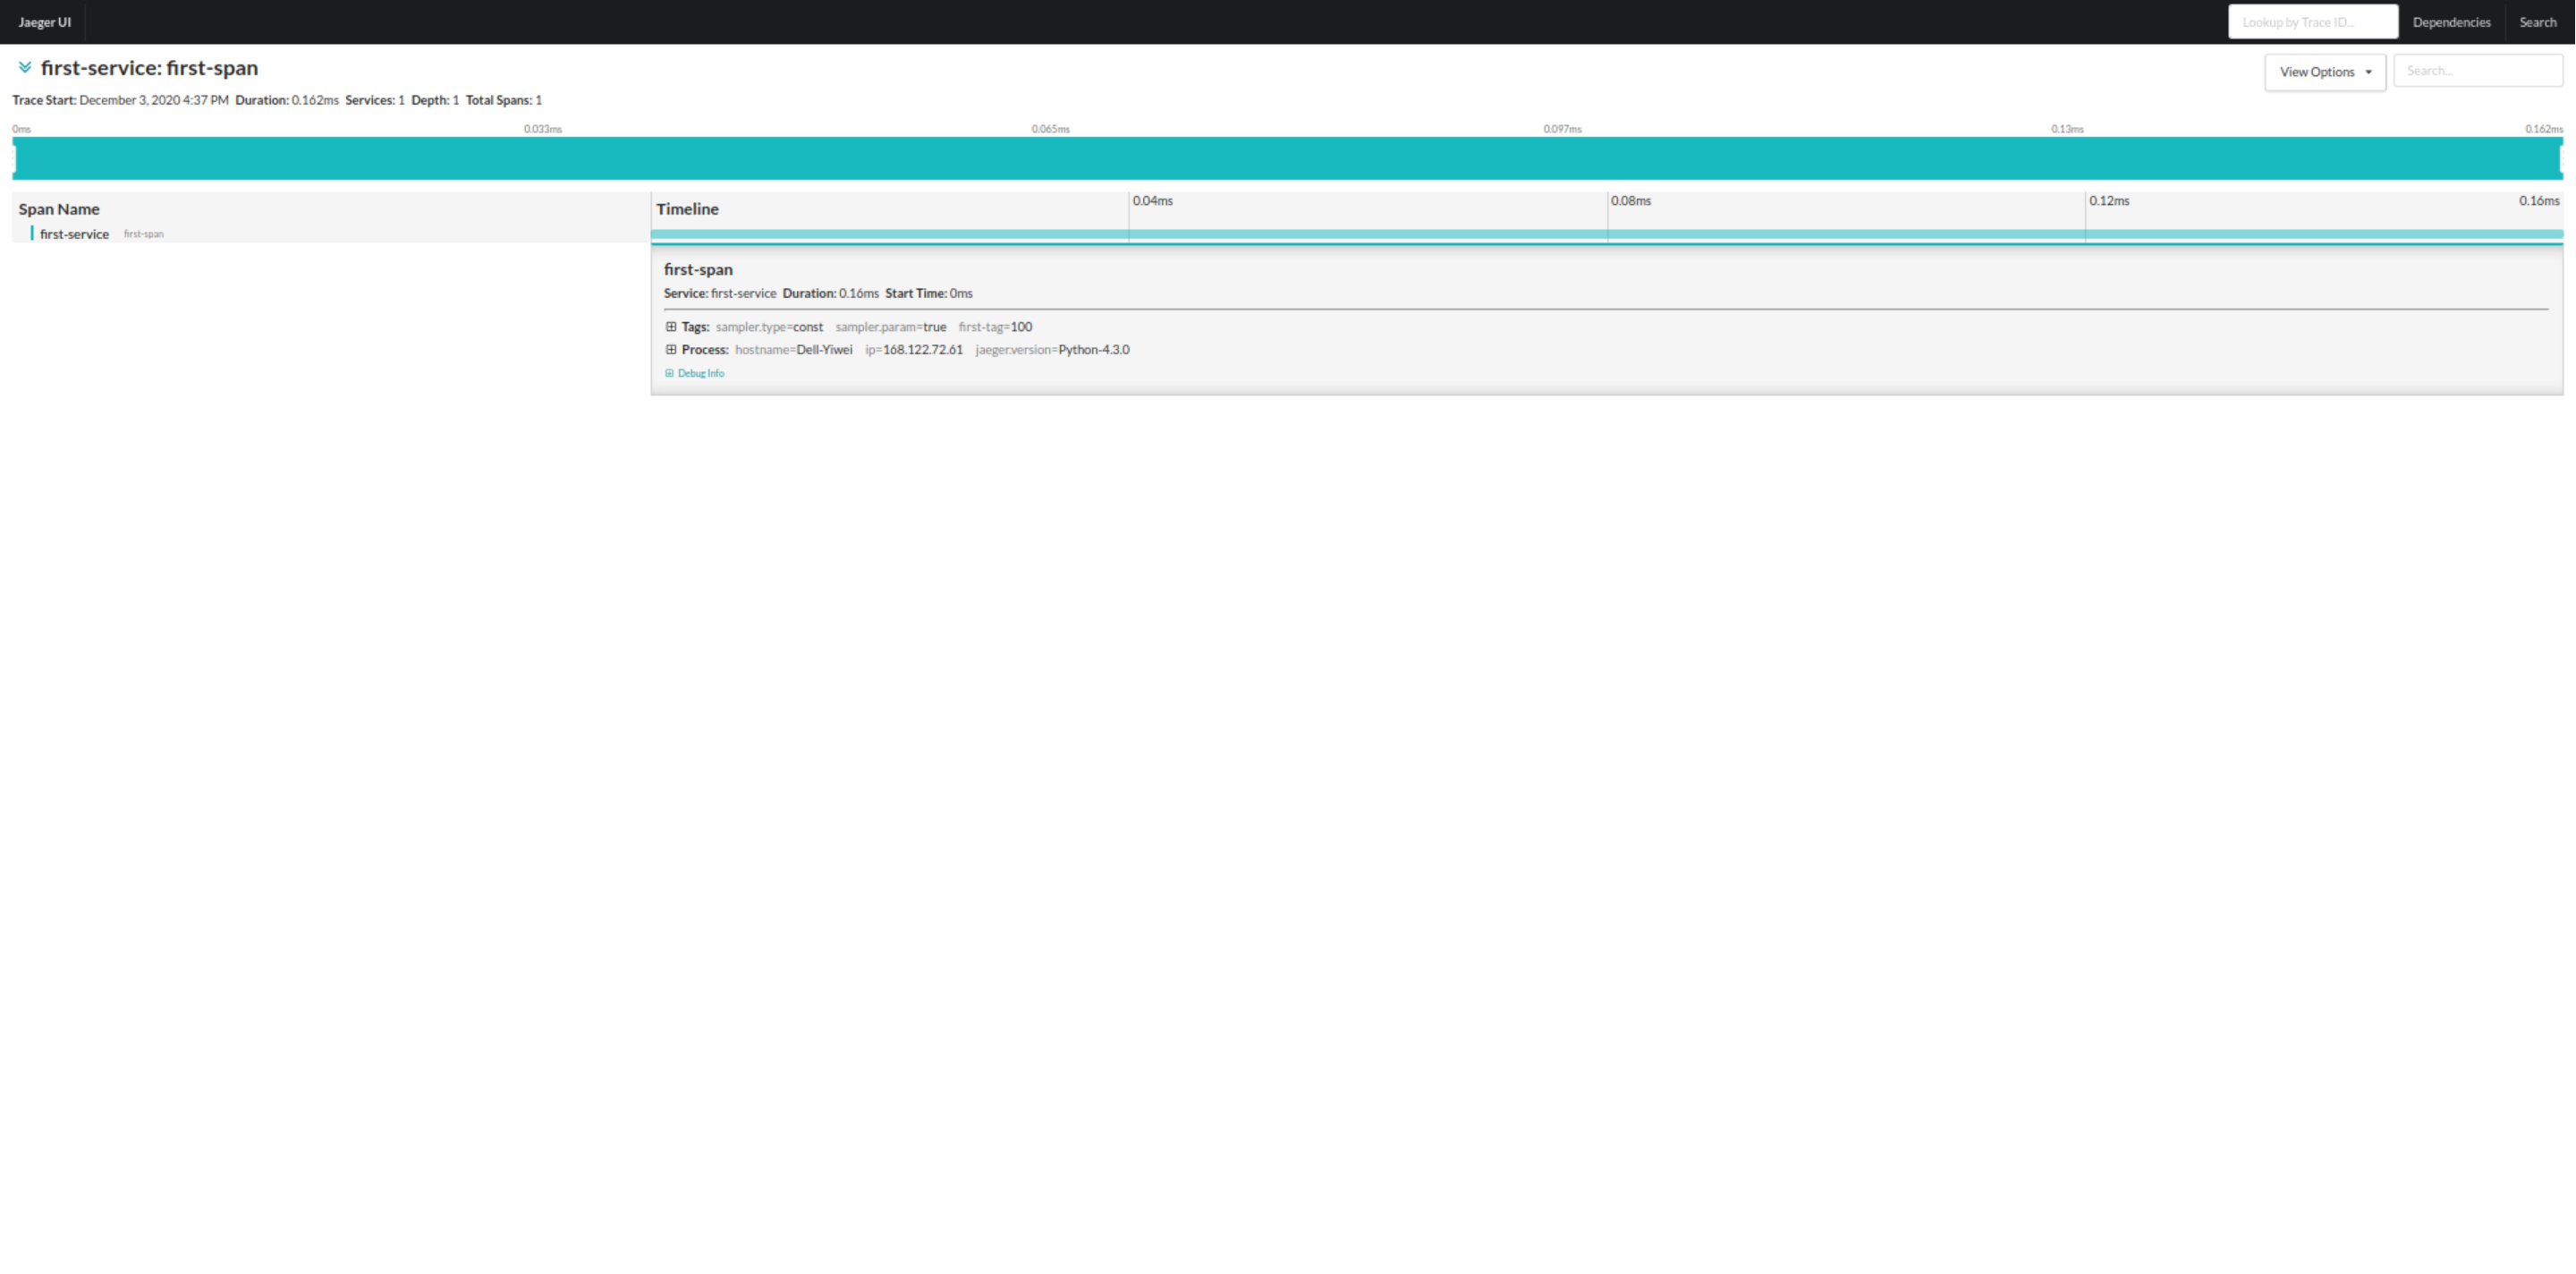 Jaeger UI Lookup by Trace ID... Dependencies Search
first-service: first-span View Options Search...
Trace Start: December 3, 2020 4:37 PM Duration: 0.162ms Services: 1 Depth: 1 Total Spans: 1
0ms 0.033ms 0.065ms 0.097ms 0.13ms 0.162ms
Span Name Timeline 0.04ms 0.08ms 0.12ms 0.16ms
first-service first-span
first-span
Service: first-service Duration: 0.16ms Start Time: 0ms
Tags: sampler.type=const sampler.param=true first-tag=100
Process: hostname=Dell-Yiwei ip=168.122.72.61 jaeger.version=Python-4.3.0
Debug Info